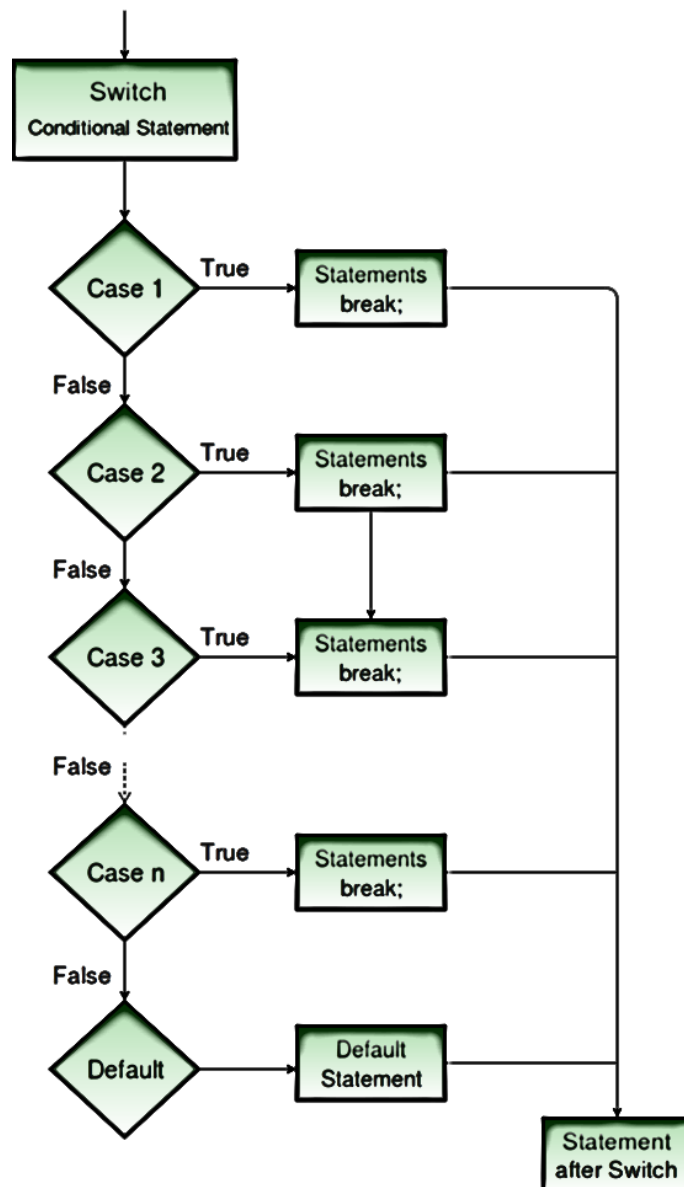 Switch
Conditional Statement
Case 1
True
Statements
break;
False
Case 2
True
Statements
break;
False
Case 3
True
Statements
break;
False
Case n
True
Statements
break;
False
Default
Default
Statement
Statement
after Switch